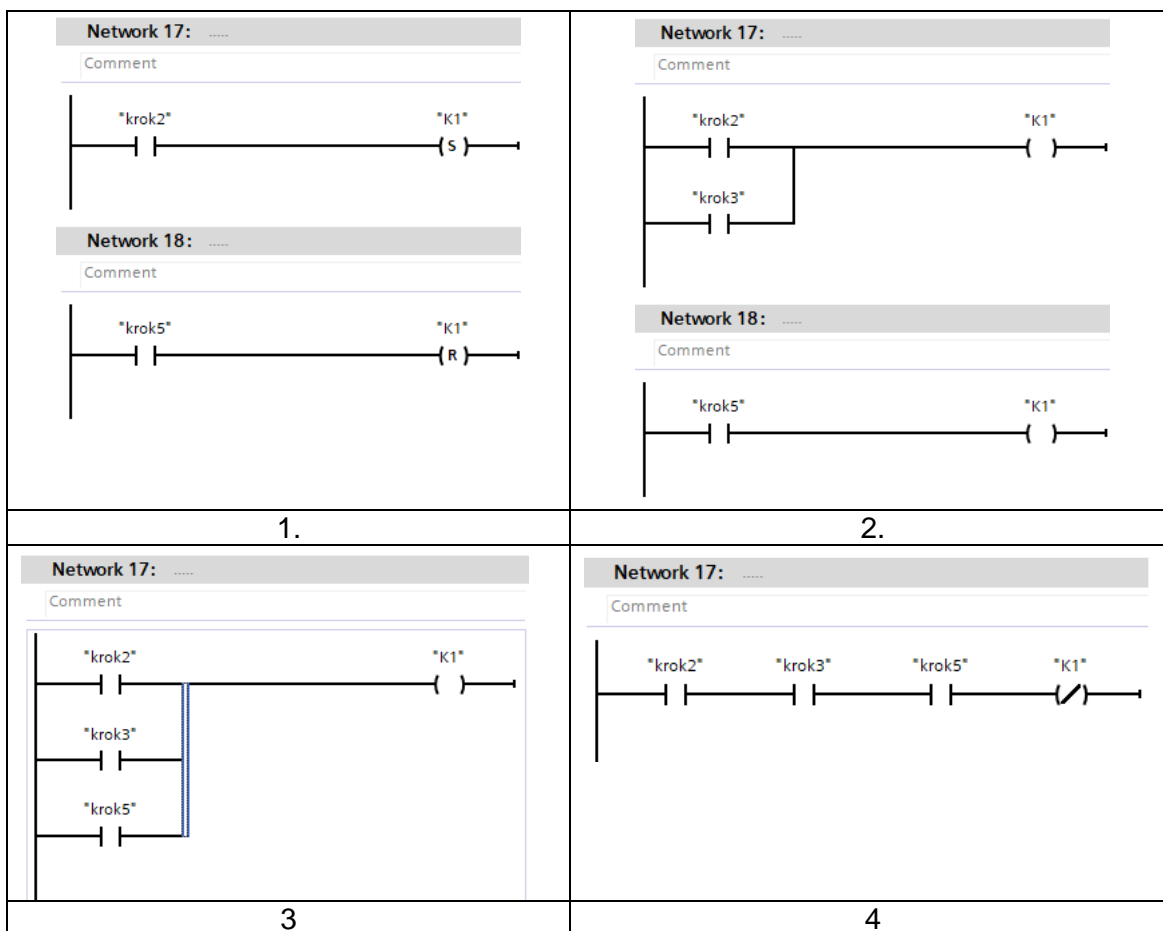 Network 17: .....
Comment
"krok2" "K1"
S
Network 18: .....
Comment
"krok5" "K1"
R
1.
Network 17: .....
Comment
"krok2" "K1"
"krok3"
Network 18: .....
Comment
"krok5" "K1"
2.
Network 17: .....
Comment
"krok2" "K1"
"krok3"
"krok5"
3
Network 17: .....
Comment
"krok2" "krok3" "krok5" "K1"
4